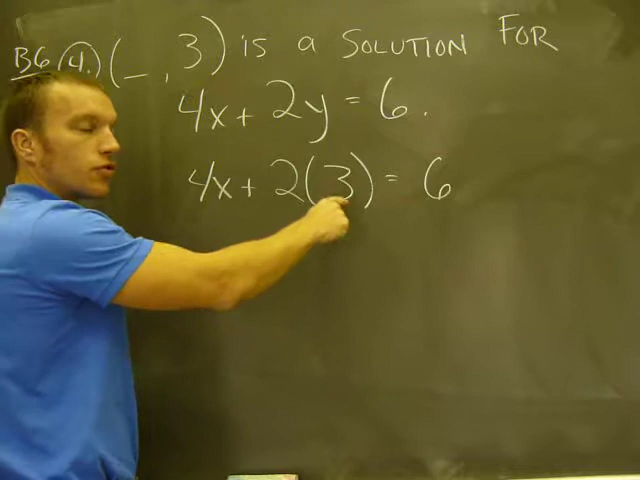 B6 4. (_, 3) is a SOLUTION FOR
4x + 2y = 6.
4x + 2(3) = 6